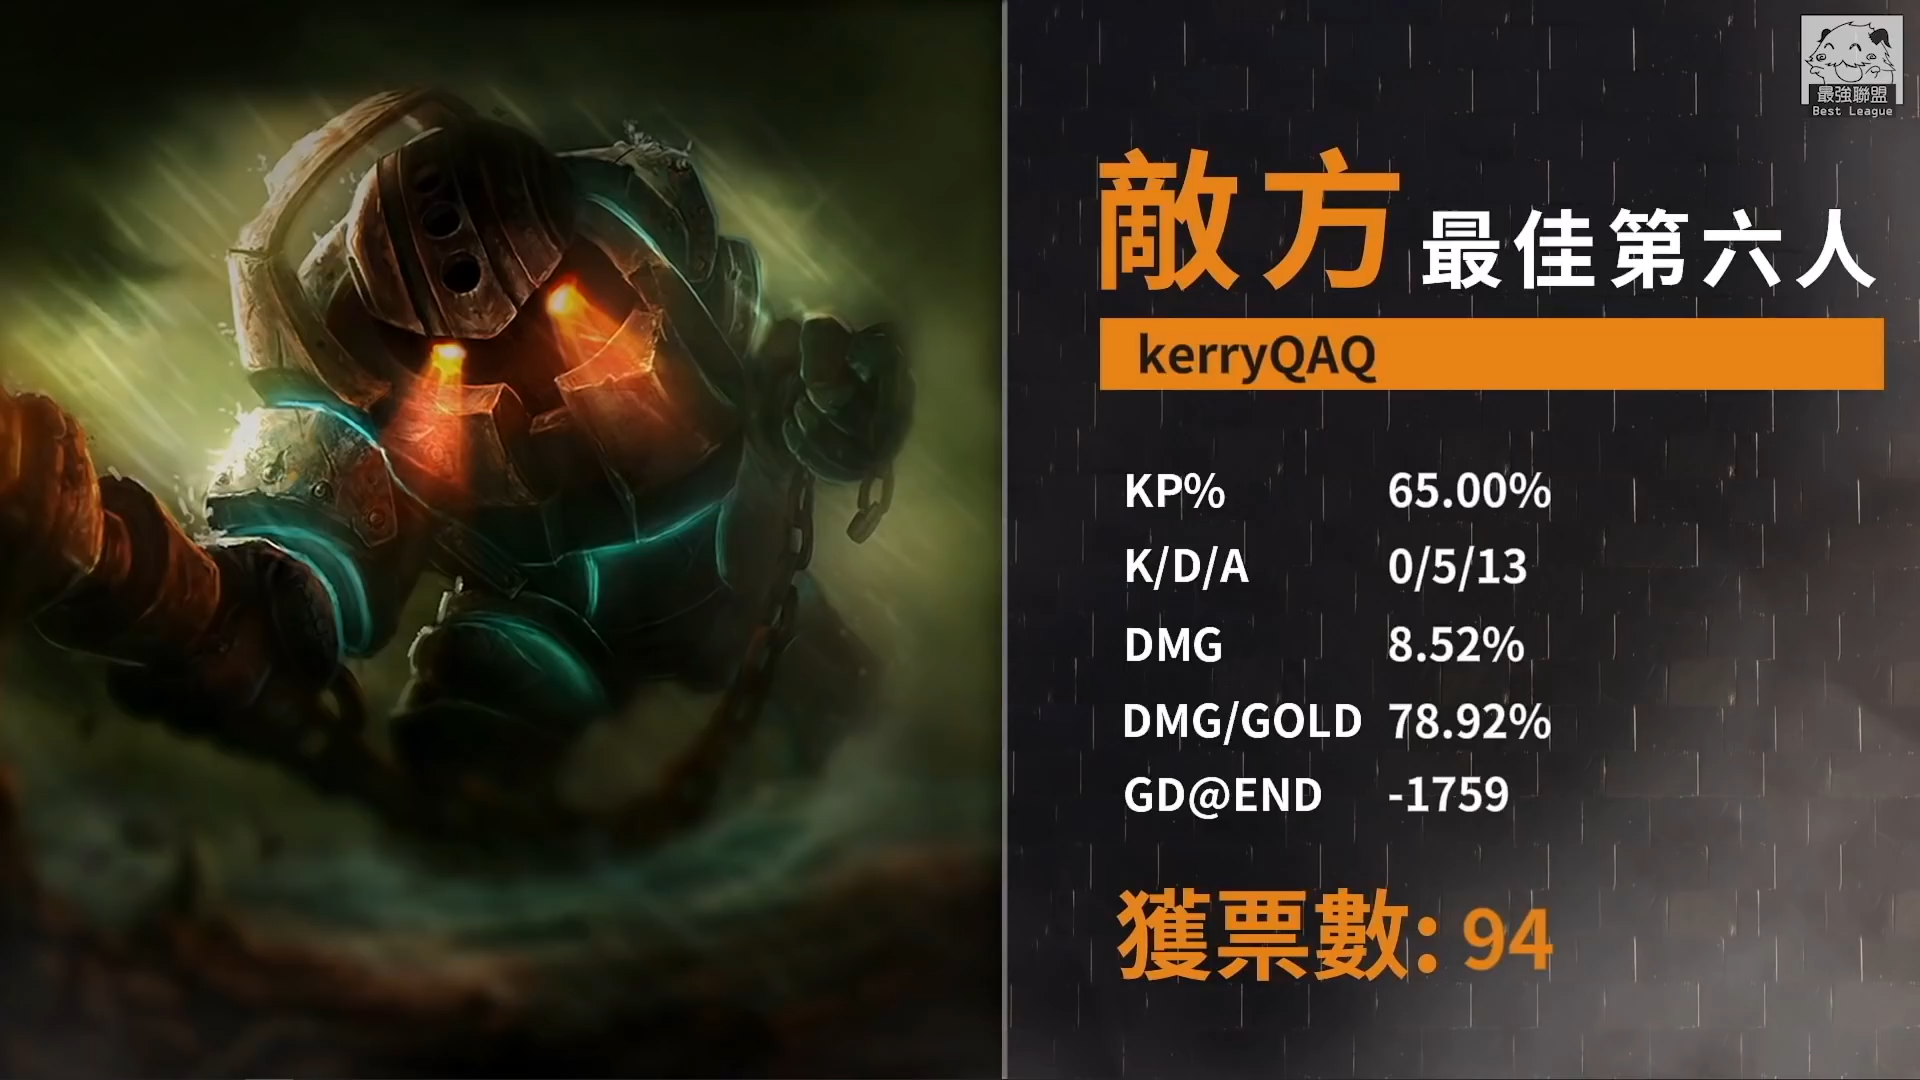 最強聯盟
Best League
敵方 最佳第六人
kerryQAQ
KP% 65.00%
K/D/A 0/5/13
DMG 8.52%
DMG/GOLD 78.92%
GD@END -1759
獲票數: 94